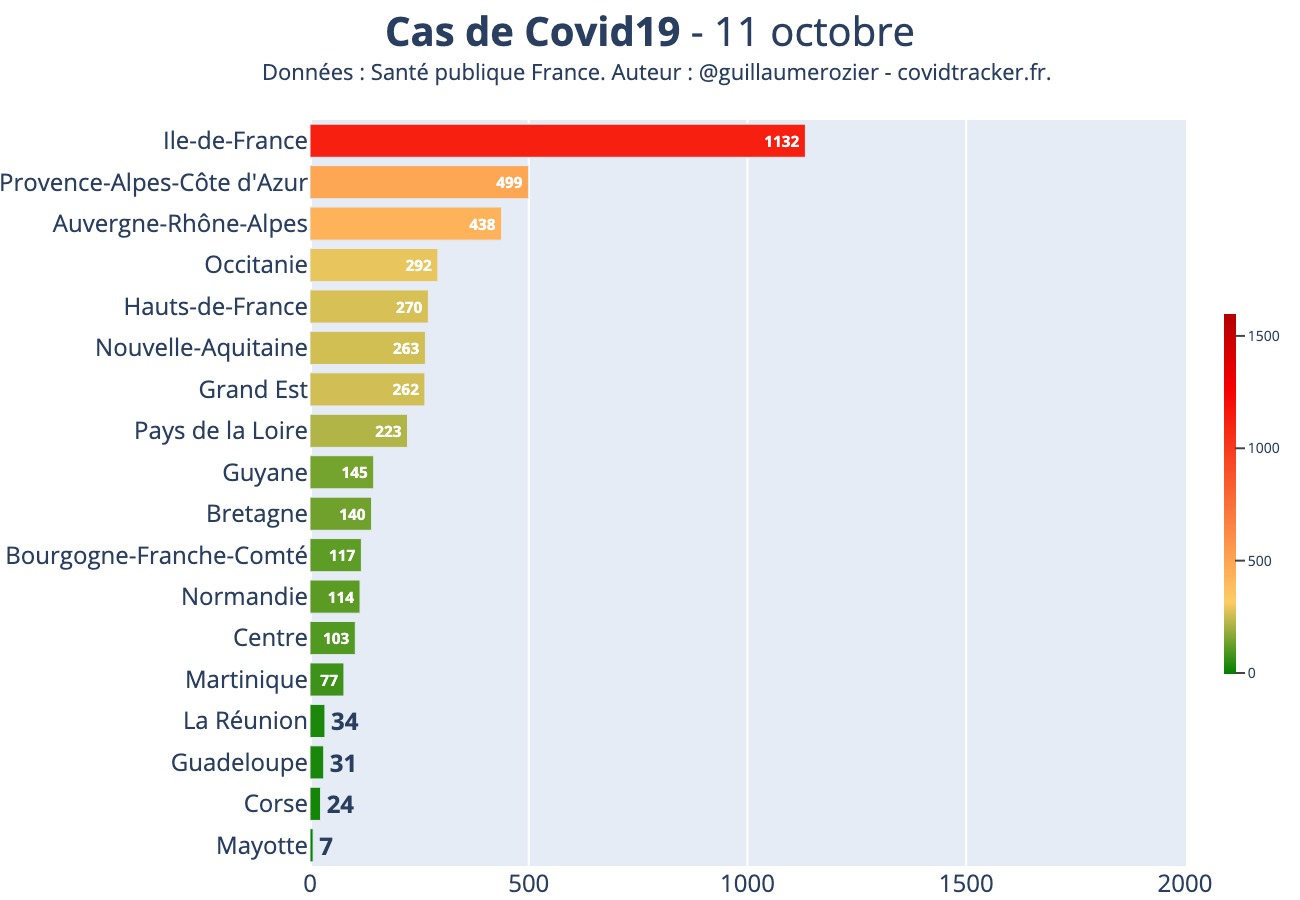 Cas de Covid19 - 11 octobre
Données : Santé publique France. Auteur : @guillaumerozier - covidtracker.fr.
Ile-de-France 1132
Provence-Alpes-Côte d'Azur 499
Auvergne-Rhône-Alpes 438
Occitanie 292
Hauts-de-France 270
Nouvelle-Aquitaine 263
Grand Est 262
Pays de la Loire 223
Guyane 145
Bretagne 140
Bourgogne-Franche-Comté 117
Normandie 114
Centre 103
Martinique 77
La Réunion 34
Guadeloupe 31
Corse 24
Mayotte 7
0 500 1000 1500 2000
1500
1000
500
0